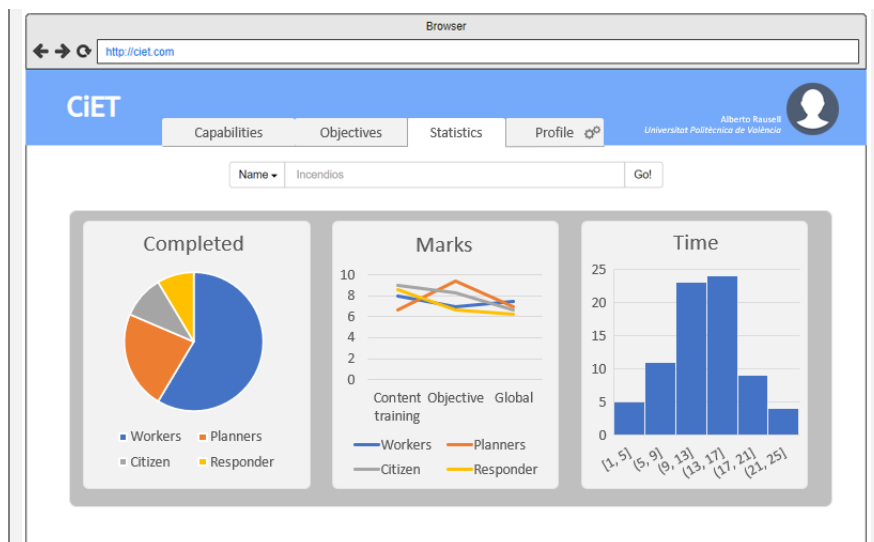 Browser
http://ciet.com
CiET
Alberto Rausell
Universitat Politècnica de València
Capabilities
Objectives
Statistics
Profile
Name
Incendios
Go!
Completed
Workers
Planners
Citizen
Responder
Marks
10
8
6
4
2
0
Content Objective Global
training
Workers
Planners
Citizen
Responder
Time
25
20
15
10
5
0
[1, 5]
(5, 9]
(9, 13]
(13, 17]
(17, 21]
(21, 25]